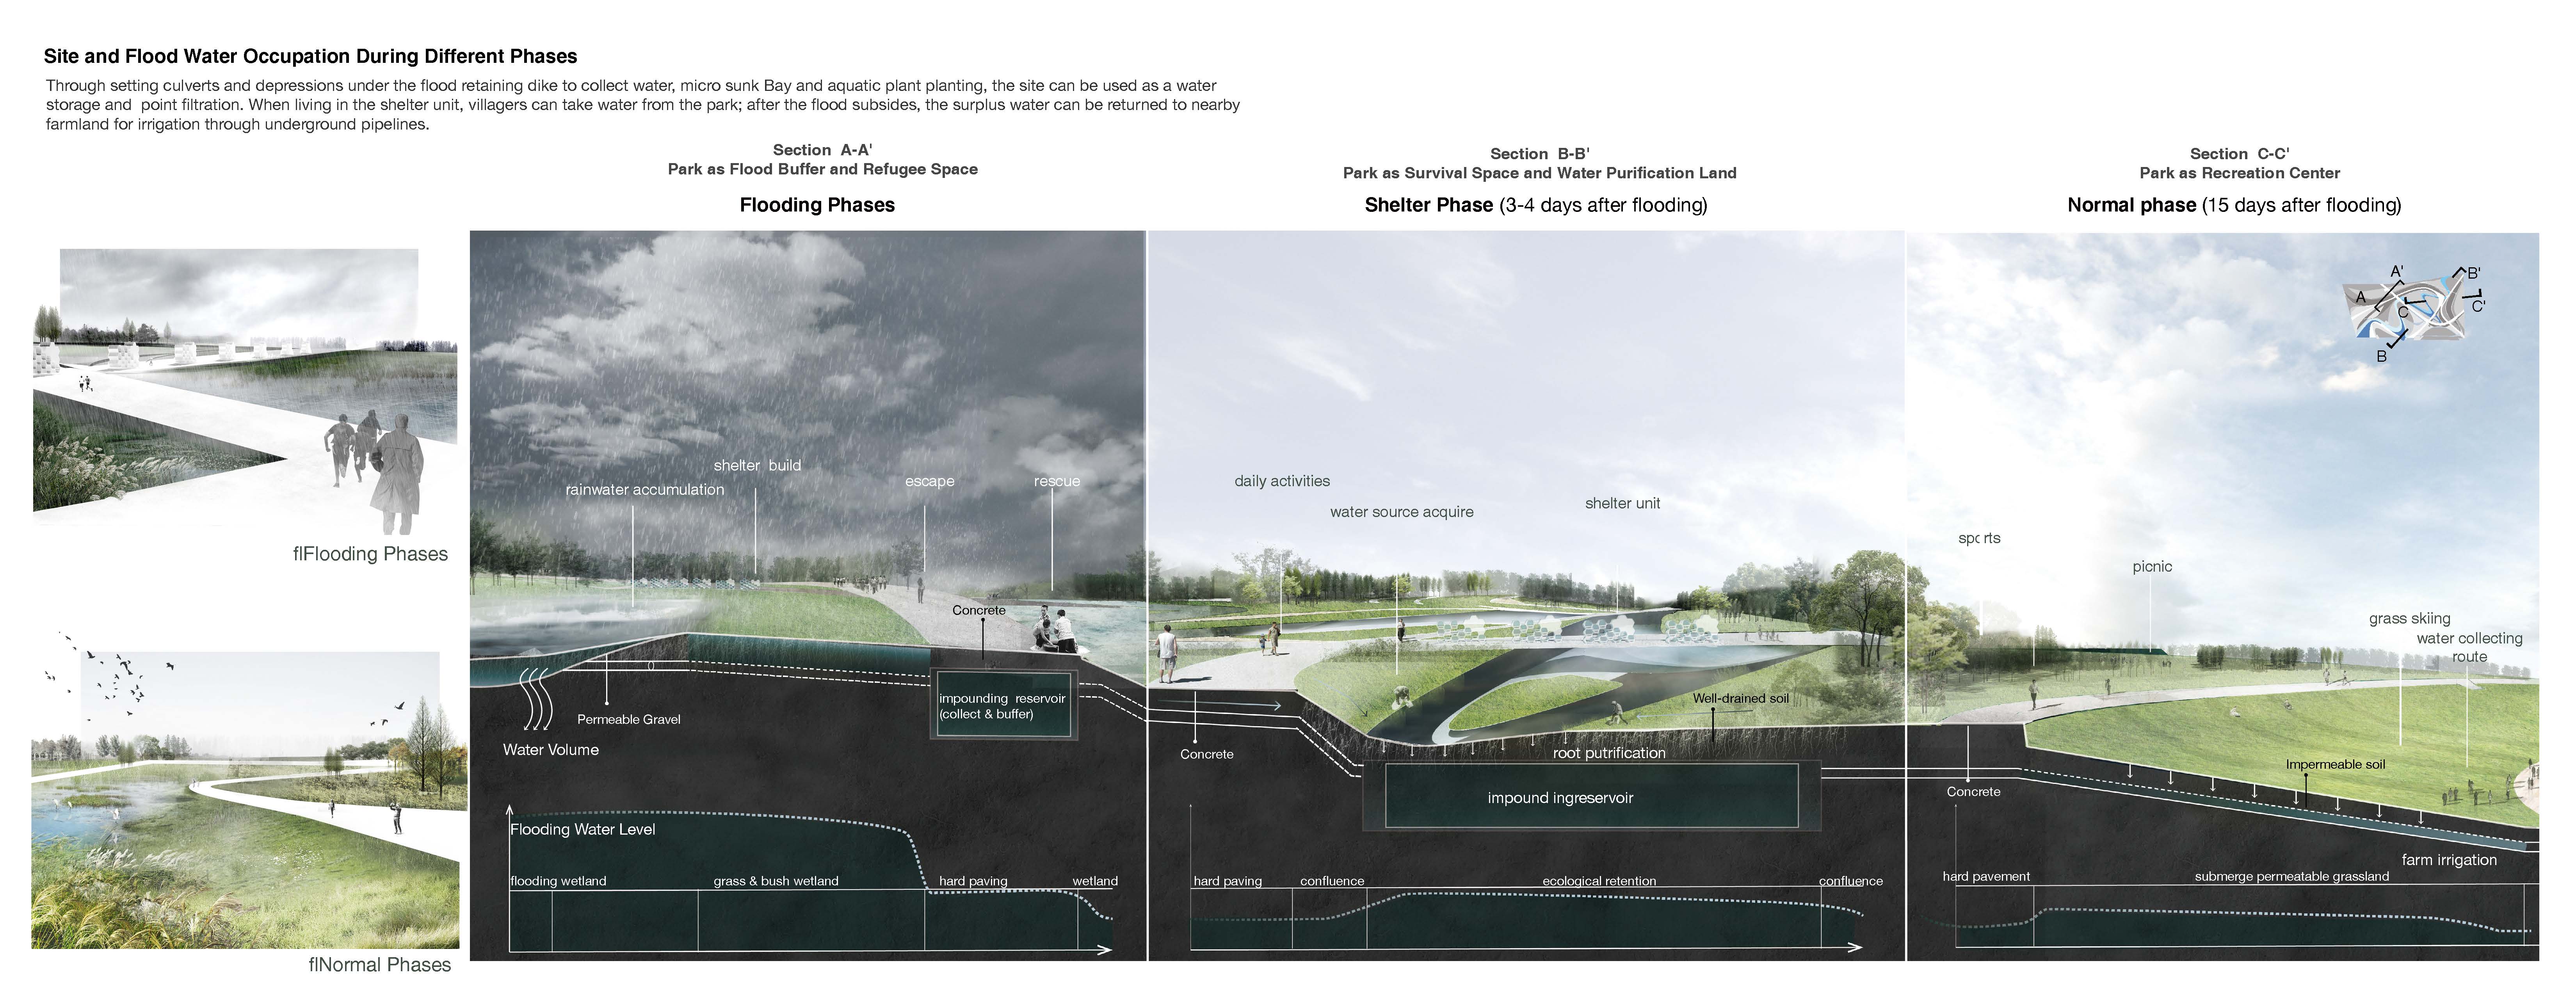 Site and Flood Water Occupation During Different Phases
Through setting culverts and depressions under the flood retaining dike to collect water, micro sunk Bay and aquatic plant planting, the site can be used as a water
storage and point filtration. When living in the shelter unit, villagers can take water from the park; after the flood subsides, the surplus water can be returned to nearby
farmland for irrigation through underground pipelines.
Section A-A'
Park as Flood Buffer and Refugee Space
Flooding Phases
Section B-B'
Park as Survival Space and Water Purification Land
Shelter Phase (3-4 days after flooding)
Section C-C'
Park as Recreation Center
Normal phase (15 days after flooding)
flFlooding Phases
flNormal Phases
shelter build
rainwater accumulation
escape
rescue
Concrete
impounding reservoir
(collect & buffer)
Permeable Gravel
Water Volume
Flooding Water Level
flooding wetland
grass & bush wetland
hard paving
wetland
daily activities
water source acquire
shelter unit
Well-drained soil
Concrete
root putrification
impound ingreservoir
hard paving
confluence
ecological retention
confluence
A'
B'
A
C
C'
B
sports
picnic
grass skiing
water collecting
route
Impermeable soil
Concrete
farm irrigation
hard pavement
submerge permeatable grassland